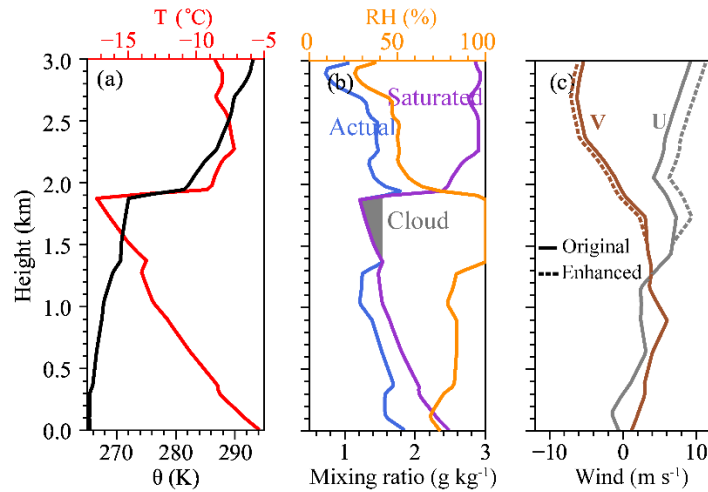 T (°C)
−15 −10 −5
RH (%)
0 50 100
(a)
(b)
(c)
Saturated
Actual
Cloud
V
U
Original
Enhanced
Height (km)
3.0
2.5
2.0
1.5
1.0
0.5
0.0
270 280 290
θ (K)
1 2 3
Mixing ratio (g kg⁻¹)
−10 0 10
Wind (m s⁻¹)